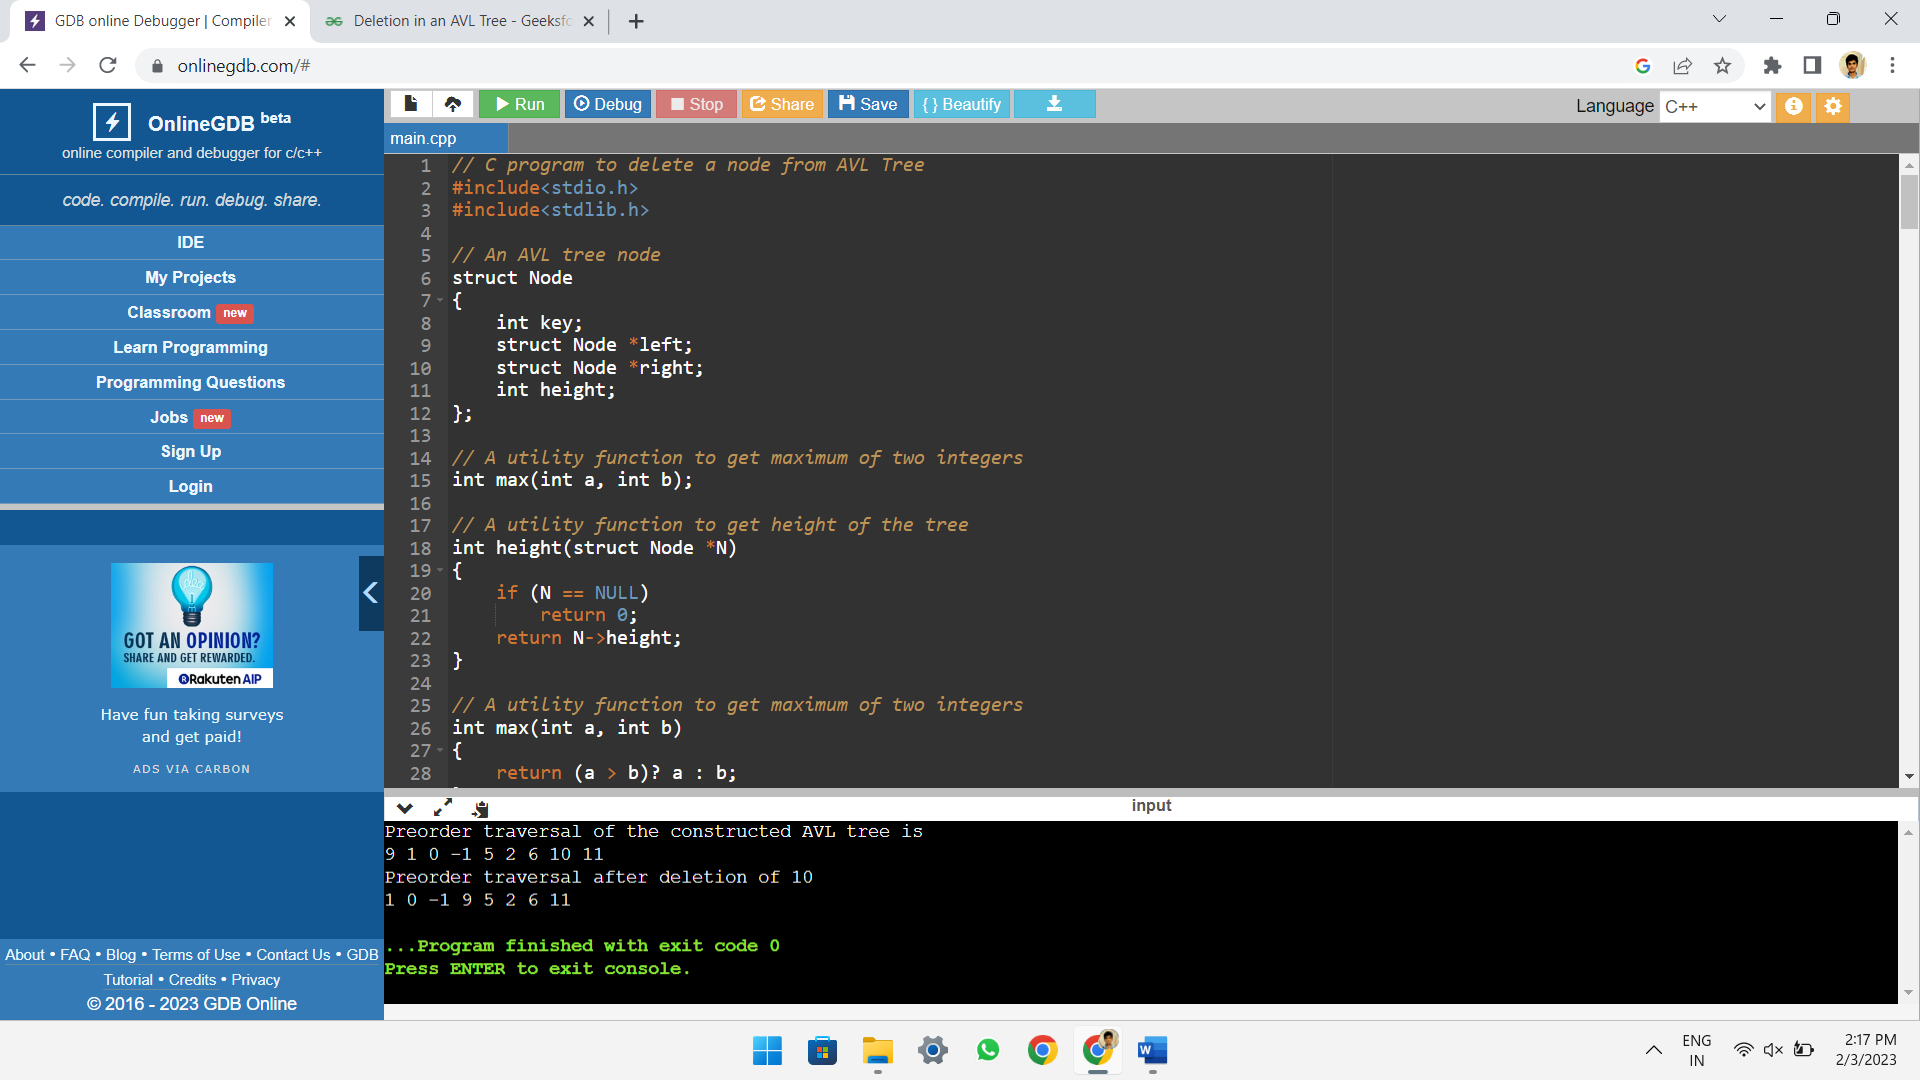 GDB online Debugger | Compiler
Deletion in an AVL Tree - Geeksfo
onlinegdb.com/#
OnlineGDB beta
online compiler and debugger for c/c++
code. compile. run. debug. share.
IDE
My Projects
Classroom new
Learn Programming
Programming Questions
Jobs new
Sign Up
Login
GOT AN OPINION?
SHARE AND GET REWARDED.
Rakuten AIP
Have fun taking surveys
and get paid!
ADS VIA CARBON
About • FAQ • Blog • Terms of Use • Contact Us • GDB
Tutorial • Credits • Privacy
© 2016 - 2023 GDB Online
Run Debug Stop Share Save { } Beautify
Language C++
main.cpp
1 // C program to delete a node from AVL Tree
2 #include<stdio.h>
3 #include<stdlib.h>
4
5 // An AVL tree node
6 struct Node
7 {
8 int key;
9 struct Node *left;
10 struct Node *right;
11 int height;
12 };
13
14 // A utility function to get maximum of two integers
15 int max(int a, int b);
16
17 // A utility function to get height of the tree
18 int height(struct Node *N)
19 {
20 if (N == NULL)
21 return 0;
22 return N->height;
23 }
24
25 // A utility function to get maximum of two integers
26 int max(int a, int b)
27 {
28 return (a > b)? a : b;
input
Preorder traversal of the constructed AVL tree is
9 1 0 -1 5 2 6 10 11
Preorder traversal after deletion of 10
1 0 -1 9 5 2 6 11
...Program finished with exit code 0
Press ENTER to exit console.
ENG
IN
2:17 PM
2/3/2023